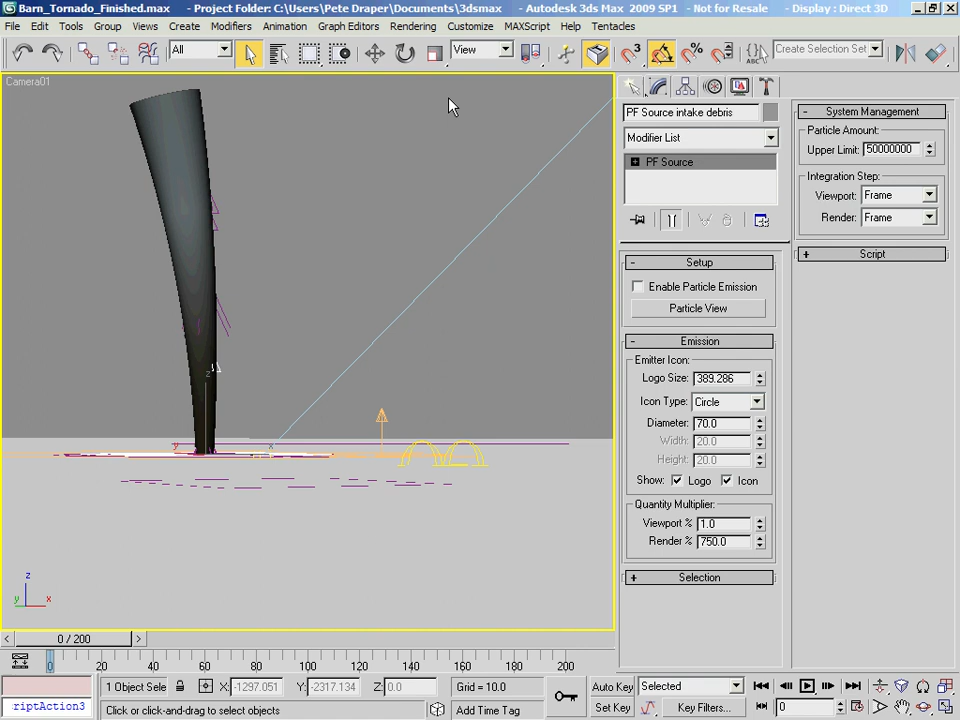 Barn_Tornado_Finished.max - Project Folder: C:\Users\Pete Draper\Documents\3dsmax - Autodesk 3ds Max 2009 SP1 - Not for Resale - Display : Direct 3D
File Edit Tools Group Views Create Modifiers Animation Graph Editors Rendering Customize MAXScript Help Tentacles
All View 3 Create Selection Set
Camera01
PF Source intake debris
Modifier List
PF Source
- Setup
Enable Particle Emission
Particle View
- Emission
Emitter Icon:
Logo Size: 389.286
Icon Type: Circle
Diameter: 70.0
Width: 20.0
Height: 20.0
Show: Logo Icon
Quantity Multiplier:
Viewport % 1.0
Render % 750.0
+ Selection
- System Management
Particle Amount:
Upper Limit: 50000000
Integration Step:
Viewport: Frame
Render: Frame
+ Script
z
y x
z
y x
< 0 / 200 >
0 20 40 60 80 100 120 140 160 180 200
1 Object Sele X: -1297.051 Y: -2317.134 Z: 0.0 Grid = 10.0 Auto Key Selected
riptAction3 Click or click-and-drag to select objects Add Time Tag Set Key Key Filters... 0